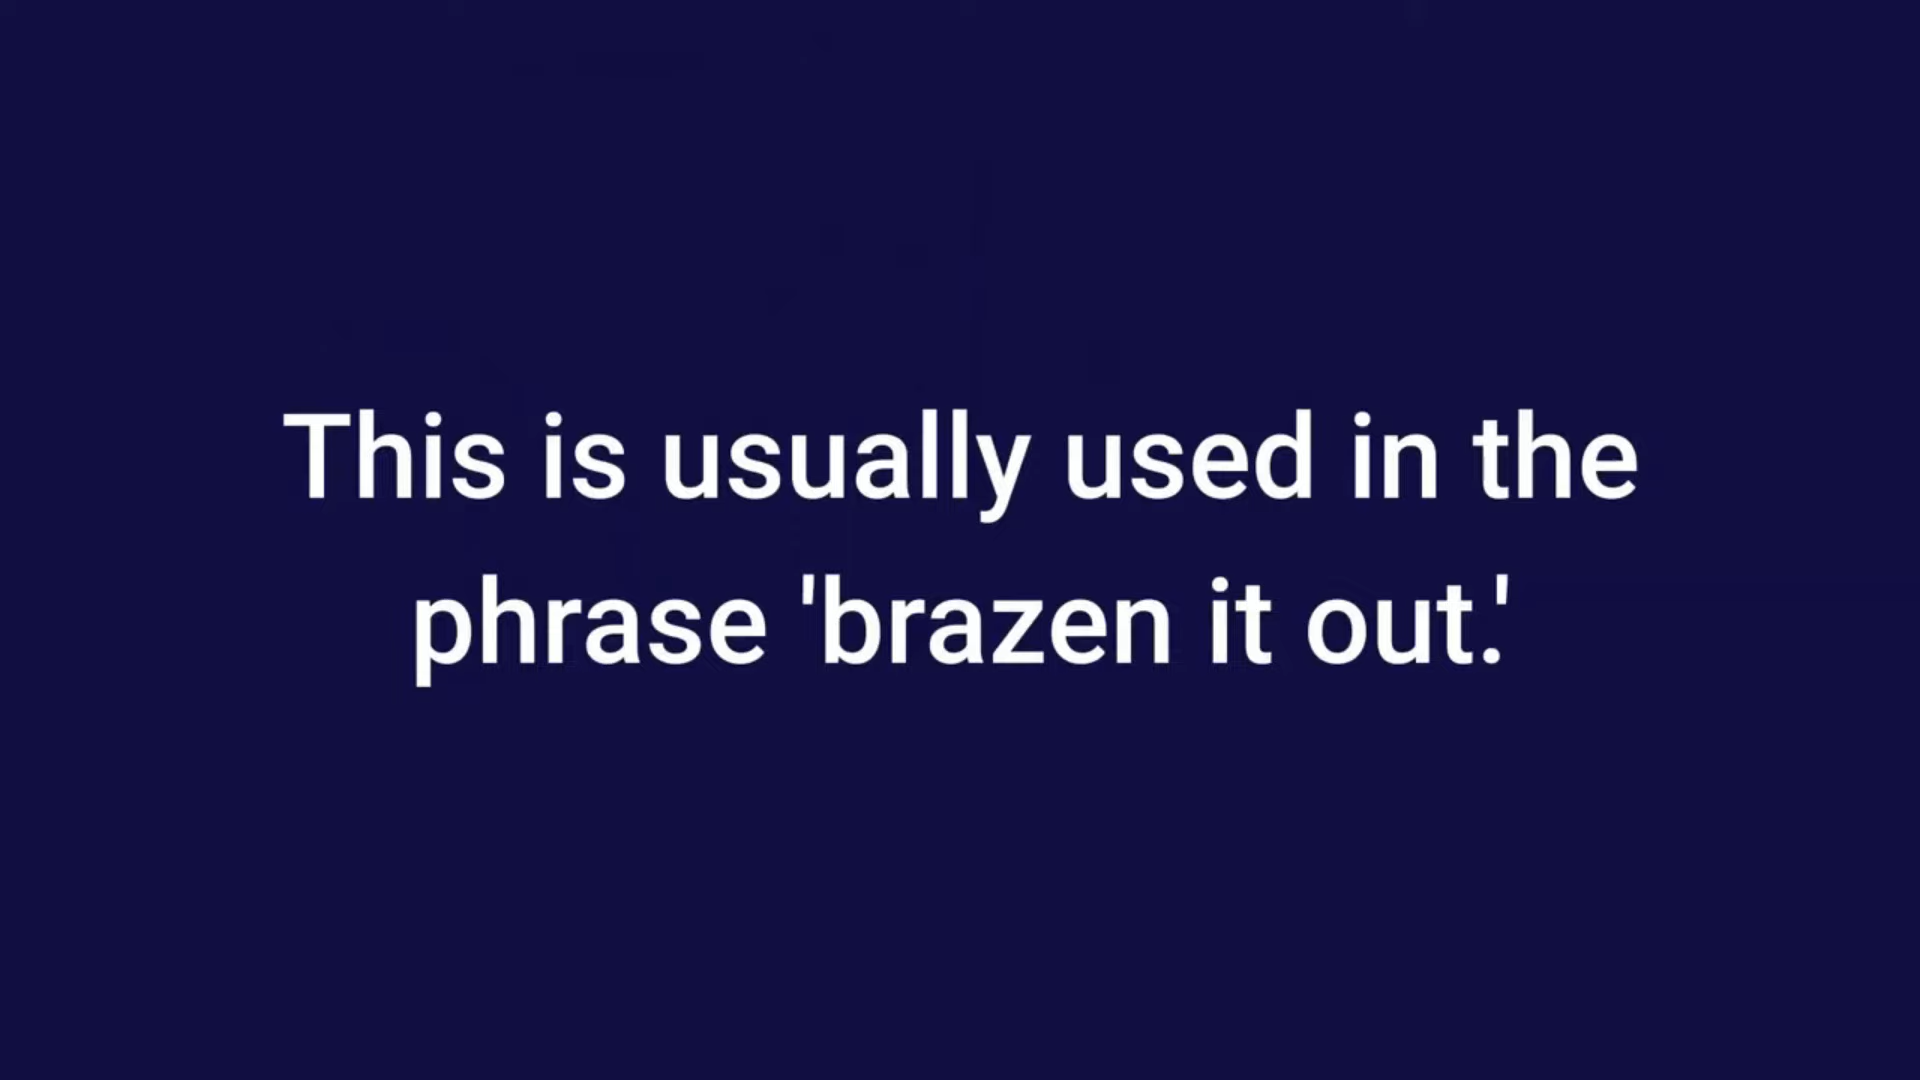 This is usually used in the
phrase 'brazen it out.'